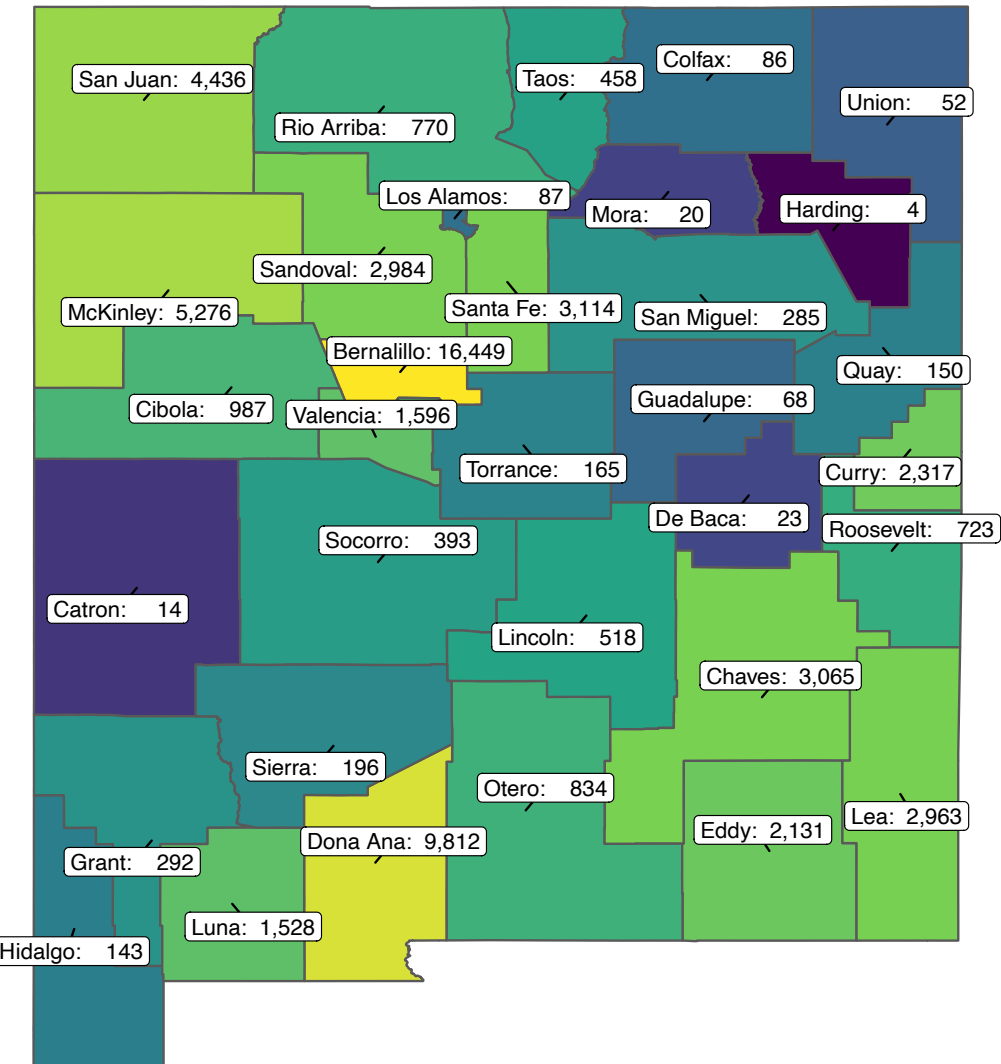 Colfax: 86
San Juan: 4,436
Taos: 458
Union: 52
Rio Arriba: 770
Los Alamos: 87
Mora: 20
Harding: 4
Sandoval: 2,984
McKinley: 5,276
Santa Fe: 3,114
San Miguel: 285
Bernalillo: 16,449
Quay: 150
Guadalupe: 68
Cibola: 987
Valencia: 1,596
Torrance: 165
Curry: 2,317
De Baca: 23
Roosevelt: 723
Socorro: 393
Catron: 14
Lincoln: 518
Chaves: 3,065
Sierra: 196
Otero: 834
Lea: 2,963
Eddy: 2,131
Dona Ana: 9,812
Grant: 292
Luna: 1,528
Hidalgo: 143